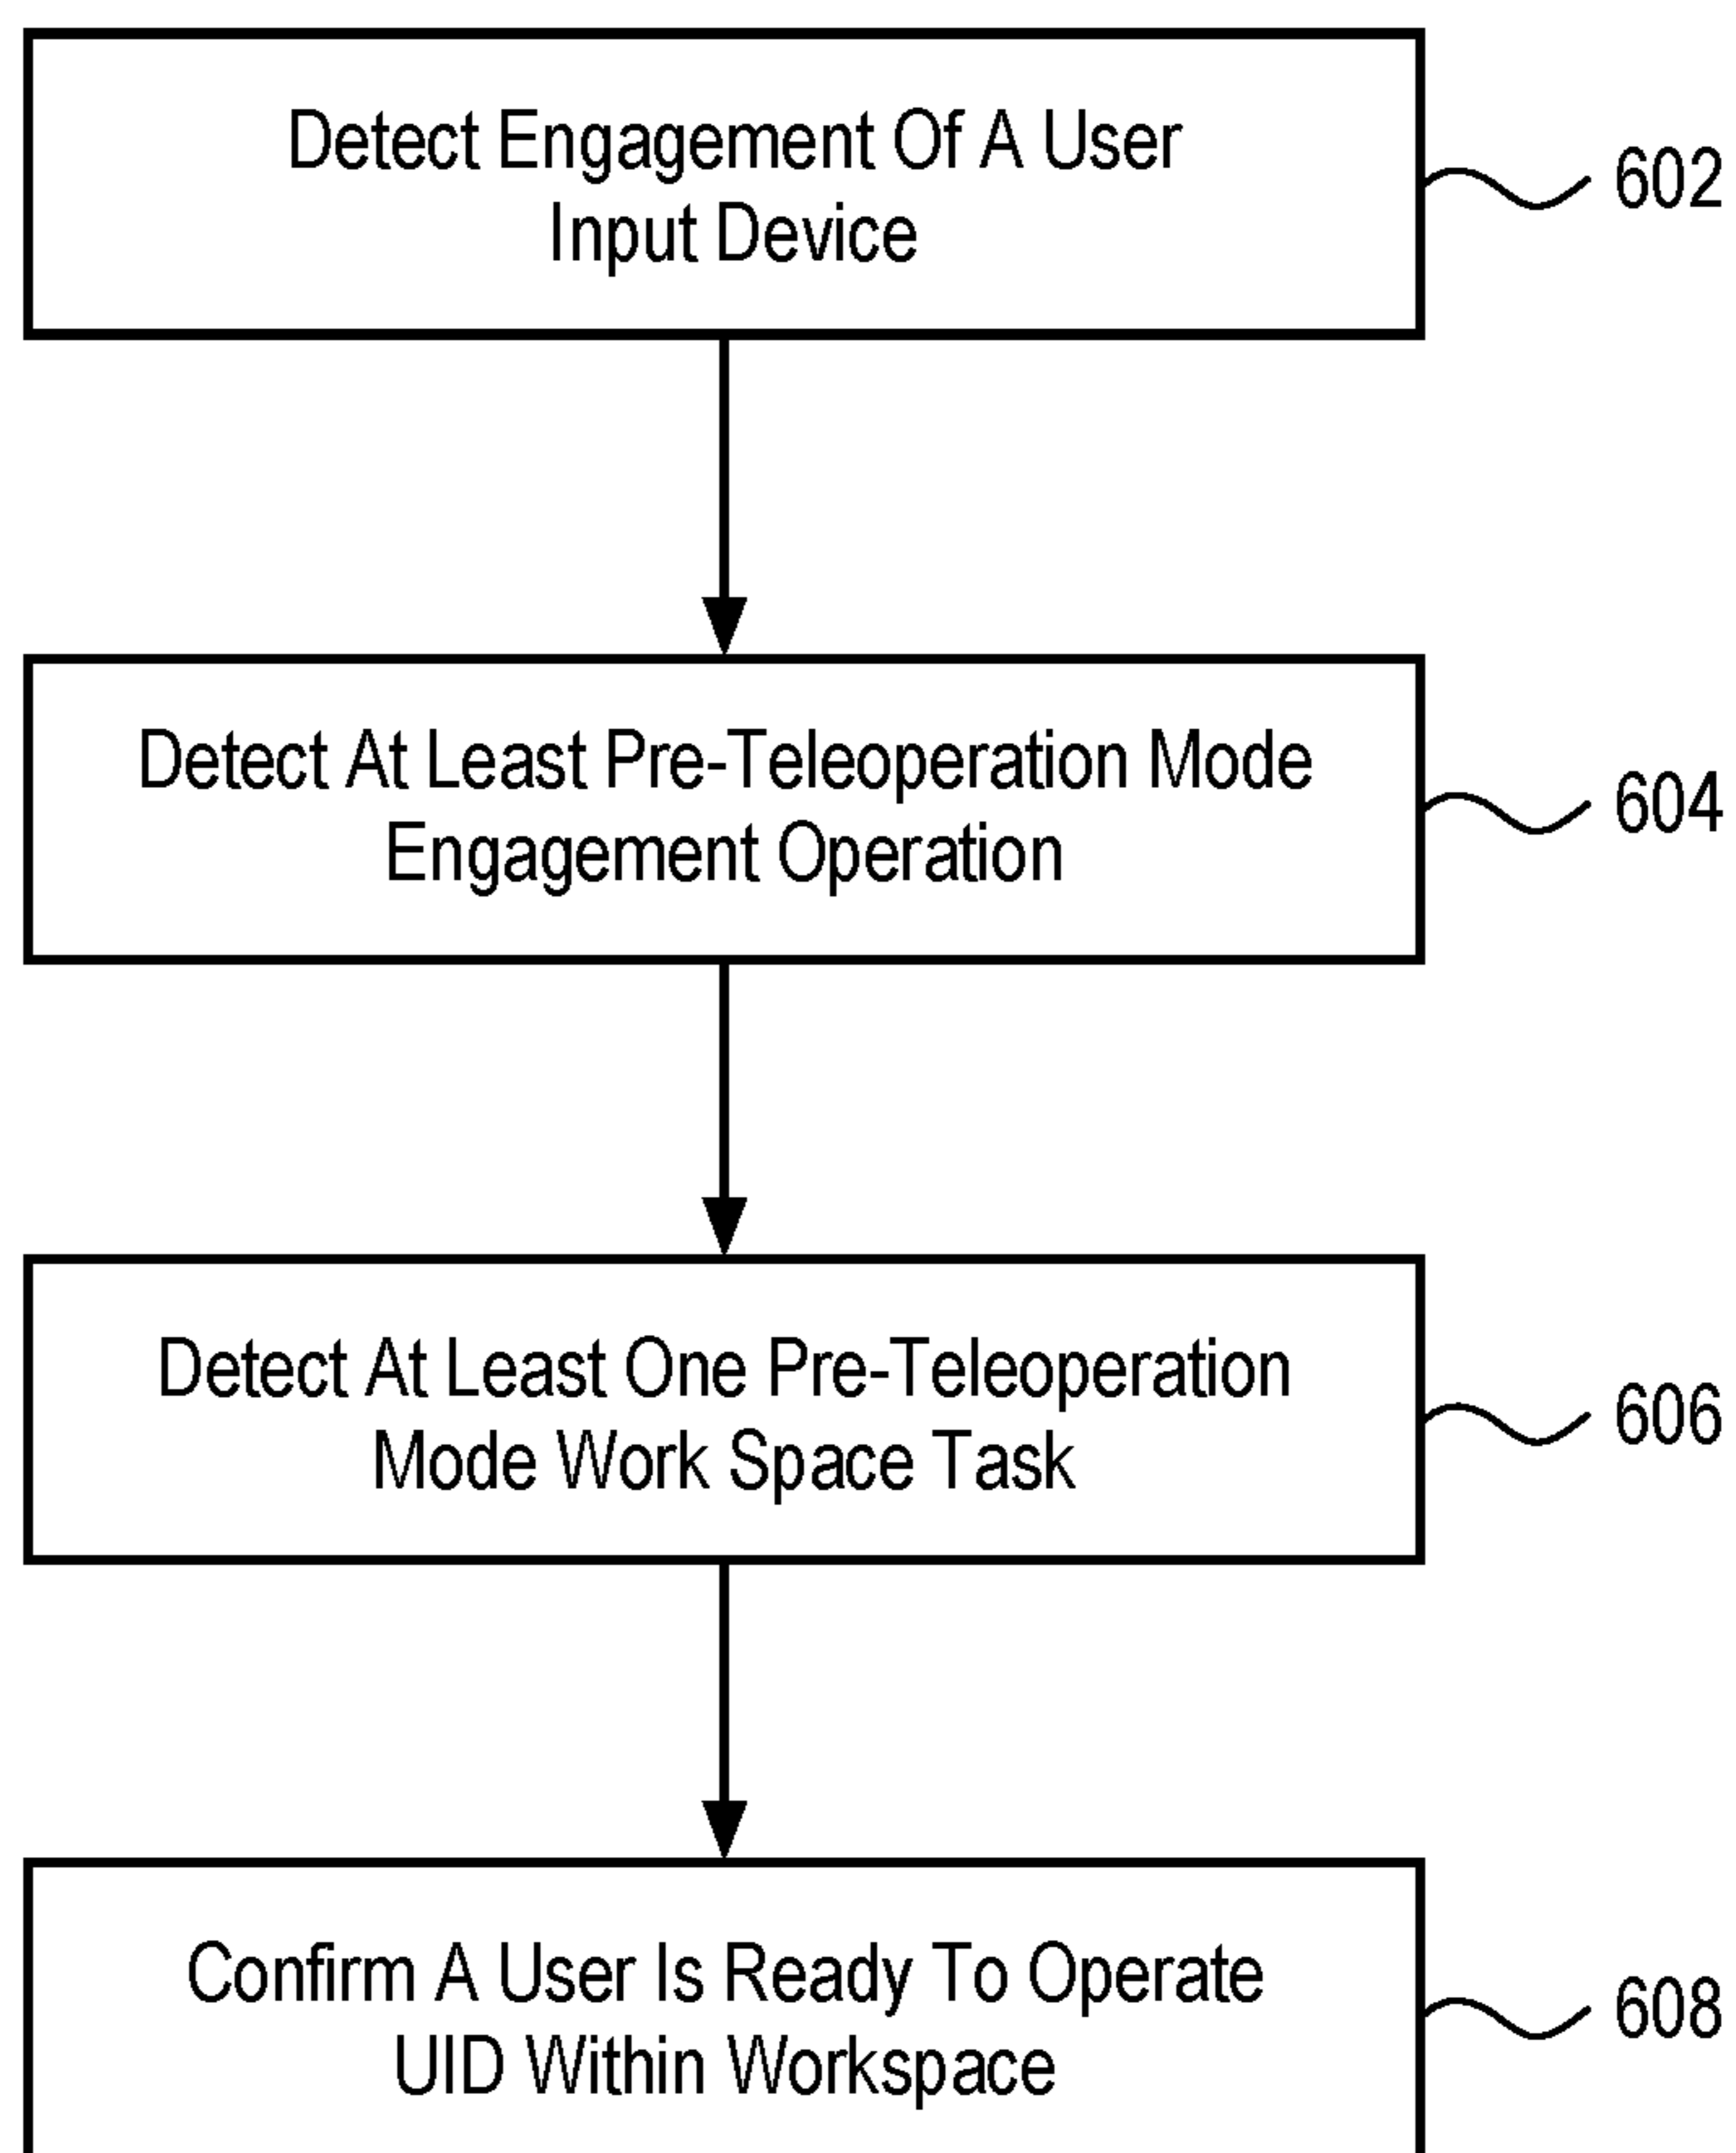 Detect Engagement Of A User
Input Device
602
Detect At Least Pre-Teleoperation Mode
Engagement Operation
604
Detect At Least One Pre-Teleoperation
Mode Work Space Task
606
Confirm A User Is Ready To Operate
UID Within Workspace
608